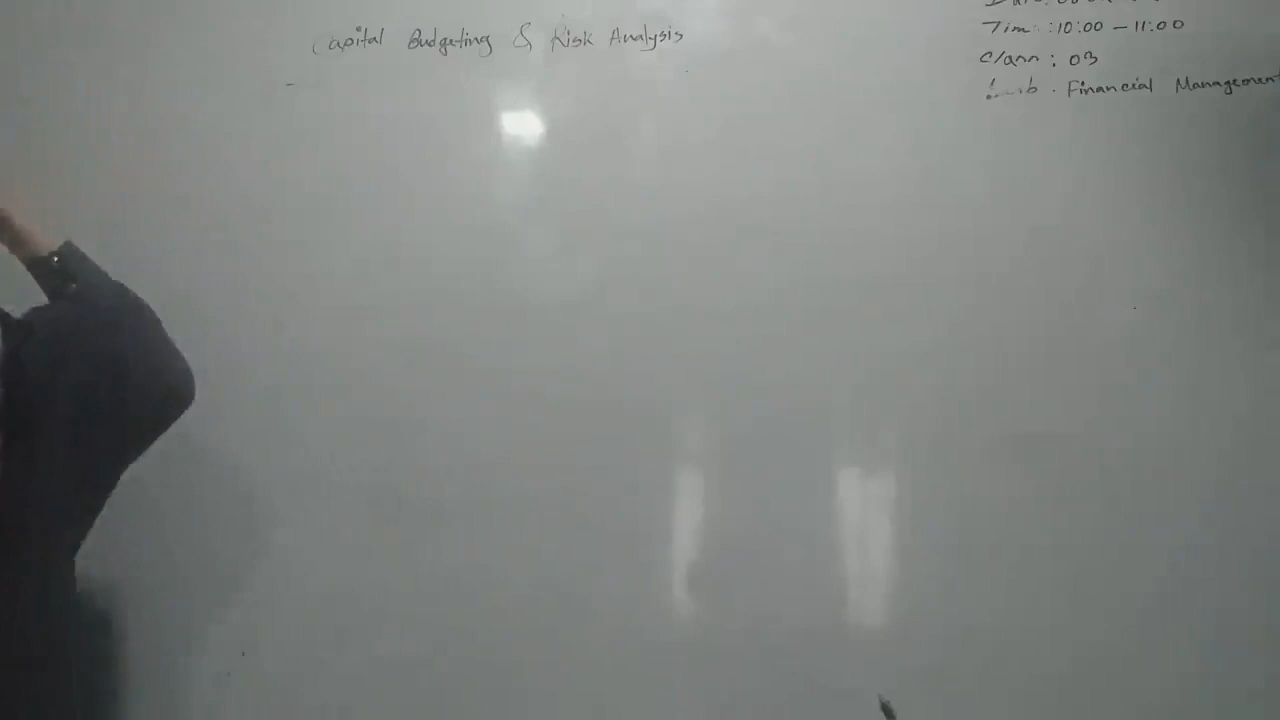 Capital Budgeting & Risk Analysis
Time : 10:00 - 11:00
Class : 03
Financial Management